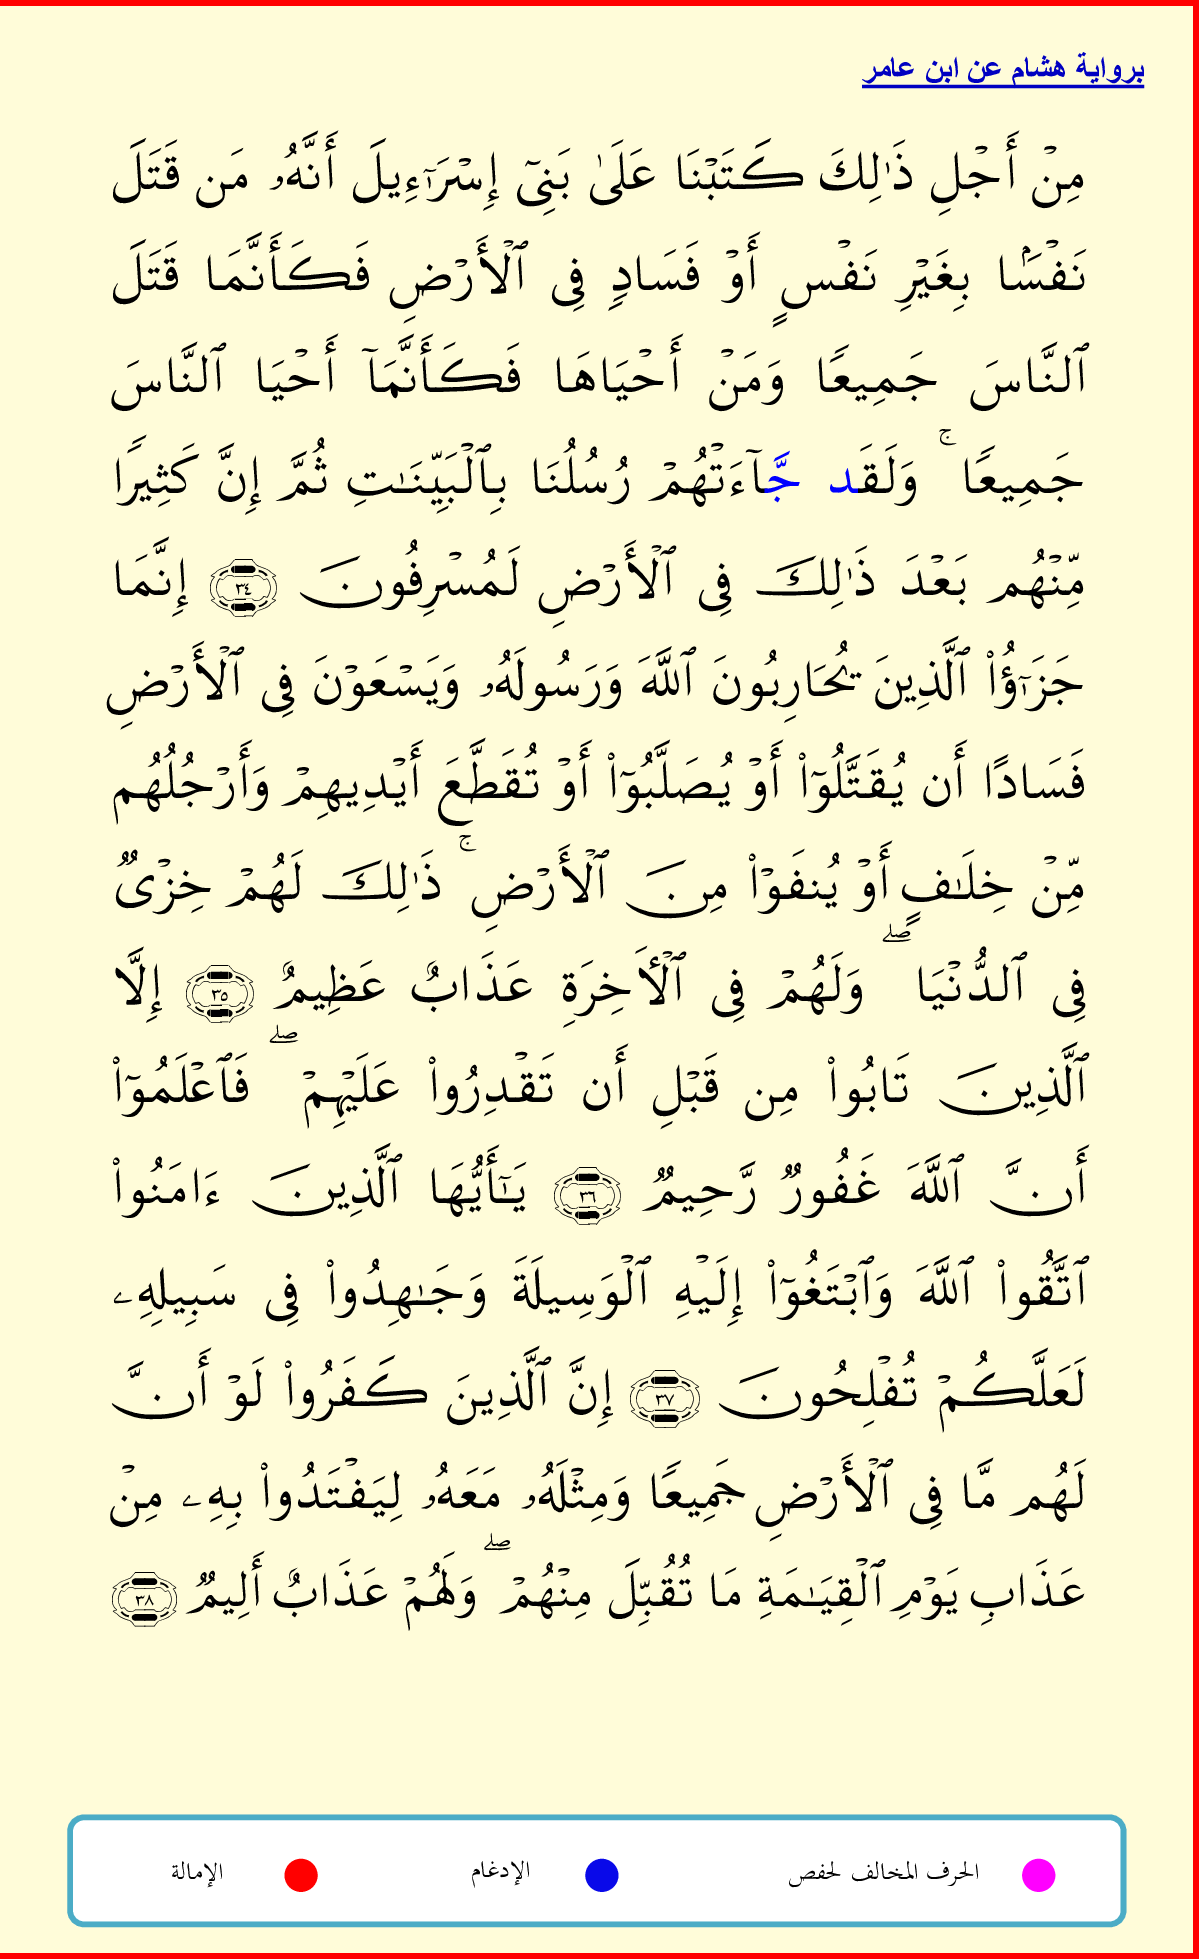 برواية هشام عن ابن عامر
مِنْ أَجْلِ ذَٰلِكَ كَتَبْنَا عَلَىٰ بَنِىٓ إِسْرَٰٓءِيلَ أَنَّهُۥ مَن قَتَلَ
نَفْسَۢا بِغَيْرِ نَفْسٍ أَوْ فَسَادٍ فِى ٱلْأَرْضِ فَكَأَنَّمَا قَتَلَ
ٱلنَّاسَ جَمِيعًا وَمَنْ أَحْيَاهَا فَكَأَنَّمَآ أَحْيَا ٱلنَّاسَ
جَمِيعًا ۚ وَلَقَد جَّآءَتْهُمْ رُسُلُنَا بِٱلْبَيِّنَـٰتِ ثُمَّ إِنَّ كَثِيرًا
مِّنْهُم بَعْدَ ذَٰلِكَ فِى ٱلْأَرْضِ لَمُسْرِفُونَ ٣٤ إِنَّمَا
جَزَٰٓؤُا۟ ٱلَّذِينَ يُحَارِبُونَ ٱللَّهَ وَرَسُولَهُۥ وَيَسْعَوْنَ فِى ٱلْأَرْضِ
فَسَادًا أَن يُقَتَّلُوٓا۟ أَوْ يُصَلَّبُوٓا۟ أَوْ تُقَطَّعَ أَيْدِيهِمْ وَأَرْجُلُهُم
مِّنْ خِلَـٰفٍ أَوْ يُنفَوْا۟ مِنَ ٱلْأَرْضِ ۚ ذَٰلِكَ لَهُمْ خِزْىٌ
فِى ٱلدُّنْيَا ۖ وَلَهُمْ فِى ٱلْـَٔاخِرَةِ عَذَابٌ عَظِيمٌ ٣٥ إِلَّا
ٱلَّذِينَ تَابُوا۟ مِن قَبْلِ أَن تَقْدِرُوا۟ عَلَيْهِمْ ۖ فَٱعْلَمُوٓا۟
أَنَّ ٱللَّهَ غَفُورٌ رَّحِيمٌ ٣٦ يَـٰٓأَيُّهَا ٱلَّذِينَ ءَامَنُوا۟
ٱتَّقُوا۟ ٱللَّهَ وَٱبْتَغُوٓا۟ إِلَيْهِ ٱلْوَسِيلَةَ وَجَـٰهِدُوا۟ فِى سَبِيلِهِۦ
لَعَلَّكُمْ تُفْلِحُونَ ٣٧ إِنَّ ٱلَّذِينَ كَفَرُوا۟ لَوْ أَنَّ
لَهُم مَّا فِى ٱلْأَرْضِ جَمِيعًا وَمِثْلَهُۥ مَعَهُۥ لِيَفْتَدُوا۟ بِهِۦ مِنْ
عَذَابِ يَوْمِ ٱلْقِيَـٰمَةِ مَا تُقُبِّلَ مِنْهُمْ ۖ وَلَهُمْ عَذَابٌ أَلِيمٌ ٣٨
الحرف المخالف لحفص الإدغام الإمالة